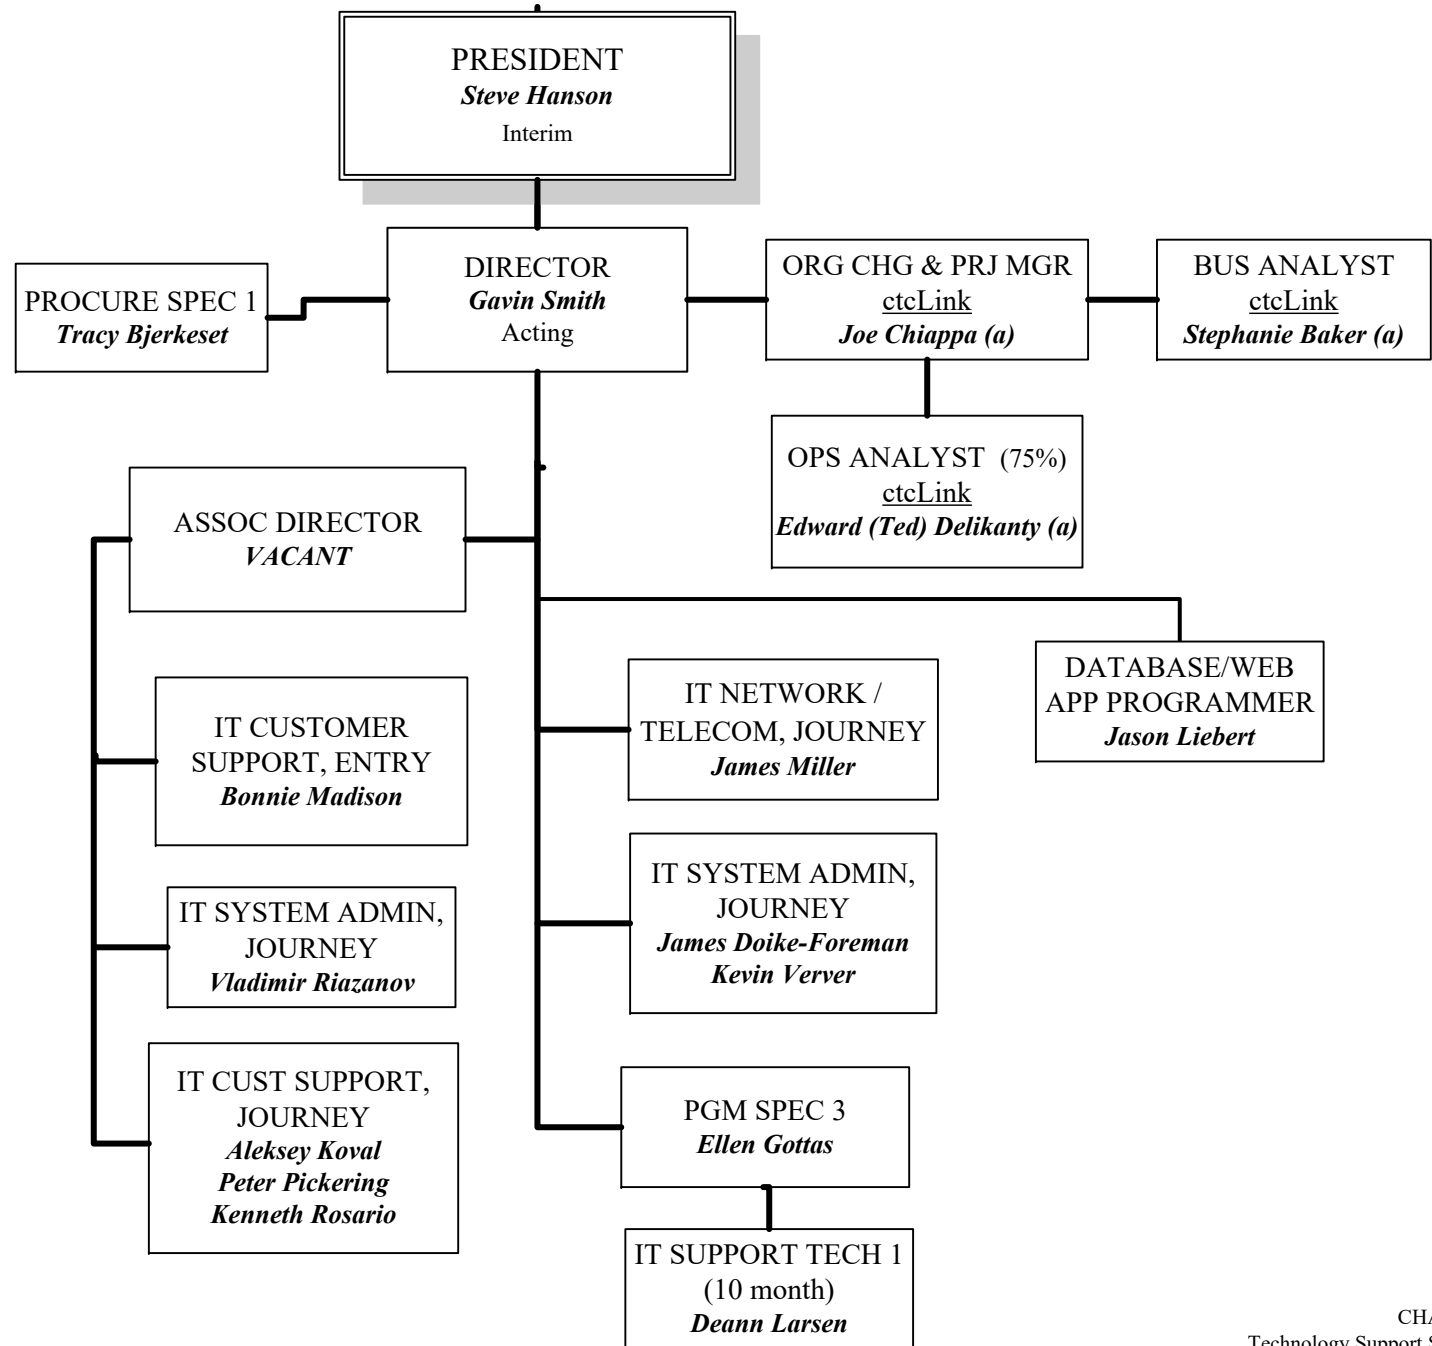 PRESIDENT
Steve Hanson
Interim
DIRECTOR
Gavin Smith
Acting
PROCURE SPEC 1
Tracy Bjerkeset
ORG CHG & PRJ MGR
ctcLink
Joe Chiappa (a)
BUS ANALYST
ctcLink
Stephanie Baker (a)
OPS ANALYST (75%)
ctcLink
Edward (Ted) Delikanty (a)
ASSOC DIRECTOR
VACANT
DATABASE/WEB
APP PROGRAMMER
Jason Liebert
IT CUSTOMER
SUPPORT, ENTRY
Bonnie Madison
IT NETWORK /
TELECOM, JOURNEY
James Miller
IT SYSTEM ADMIN,
JOURNEY
Vladimir Riazanov
IT SYSTEM ADMIN,
JOURNEY
James Doike-Foreman
Kevin Verver
IT CUST SUPPORT,
JOURNEY
Aleksey Koval
Peter Pickering
Kenneth Rosario
PGM SPEC 3
Ellen Gottas
IT SUPPORT TECH 1
(10 month)
Deann Larsen
CHA
Technology Support S